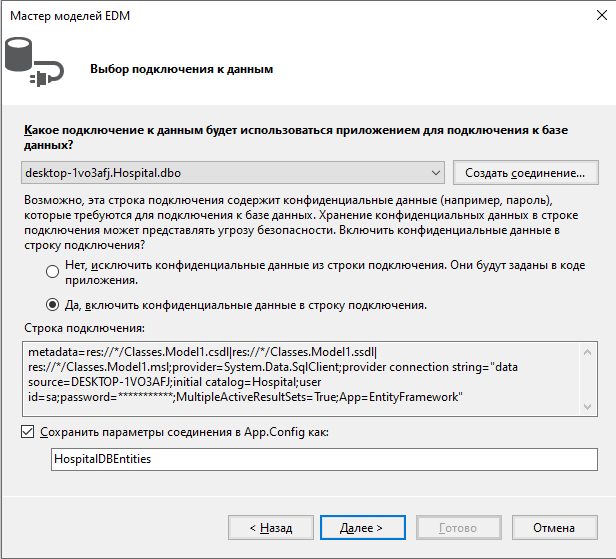 Мастер моделей EDM
Выбор подключения к данным
Какое подключение к данным будет использоваться приложением для подключения к базе
данных?
desktop-1vo3afj.Hospital.dbo
Создать соединение...
Возможно, эта строка подключения содержит конфиденциальные данные (например, пароль),
которые требуются для подключения к базе данных. Хранение конфиденциальных данных в строке
подключения может представлять угрозу безопасности. Включить конфиденциальные данные в
строку подключения?
Нет, исключить конфиденциальные данные из строки подключения. Они будут заданы в коде
приложения.
Да, включить конфиденциальные данные в строку подключения.
Строка подключения:
metadata=res://*/Classes.Model1.csdl|res://*/Classes.Model1.ssdl|
res://*/Classes.Model1.msl;provider=System.Data.SqlClient;provider connection string="data
source=DESKTOP-1VO3AFJ;initial catalog=Hospital;user
id=sa;password=***********;MultipleActiveResultSets=True;App=EntityFramework"
Сохранить параметры соединения в App.Config как:
HospitalDBEntities
< Назад
Далее >
Готово
Отмена